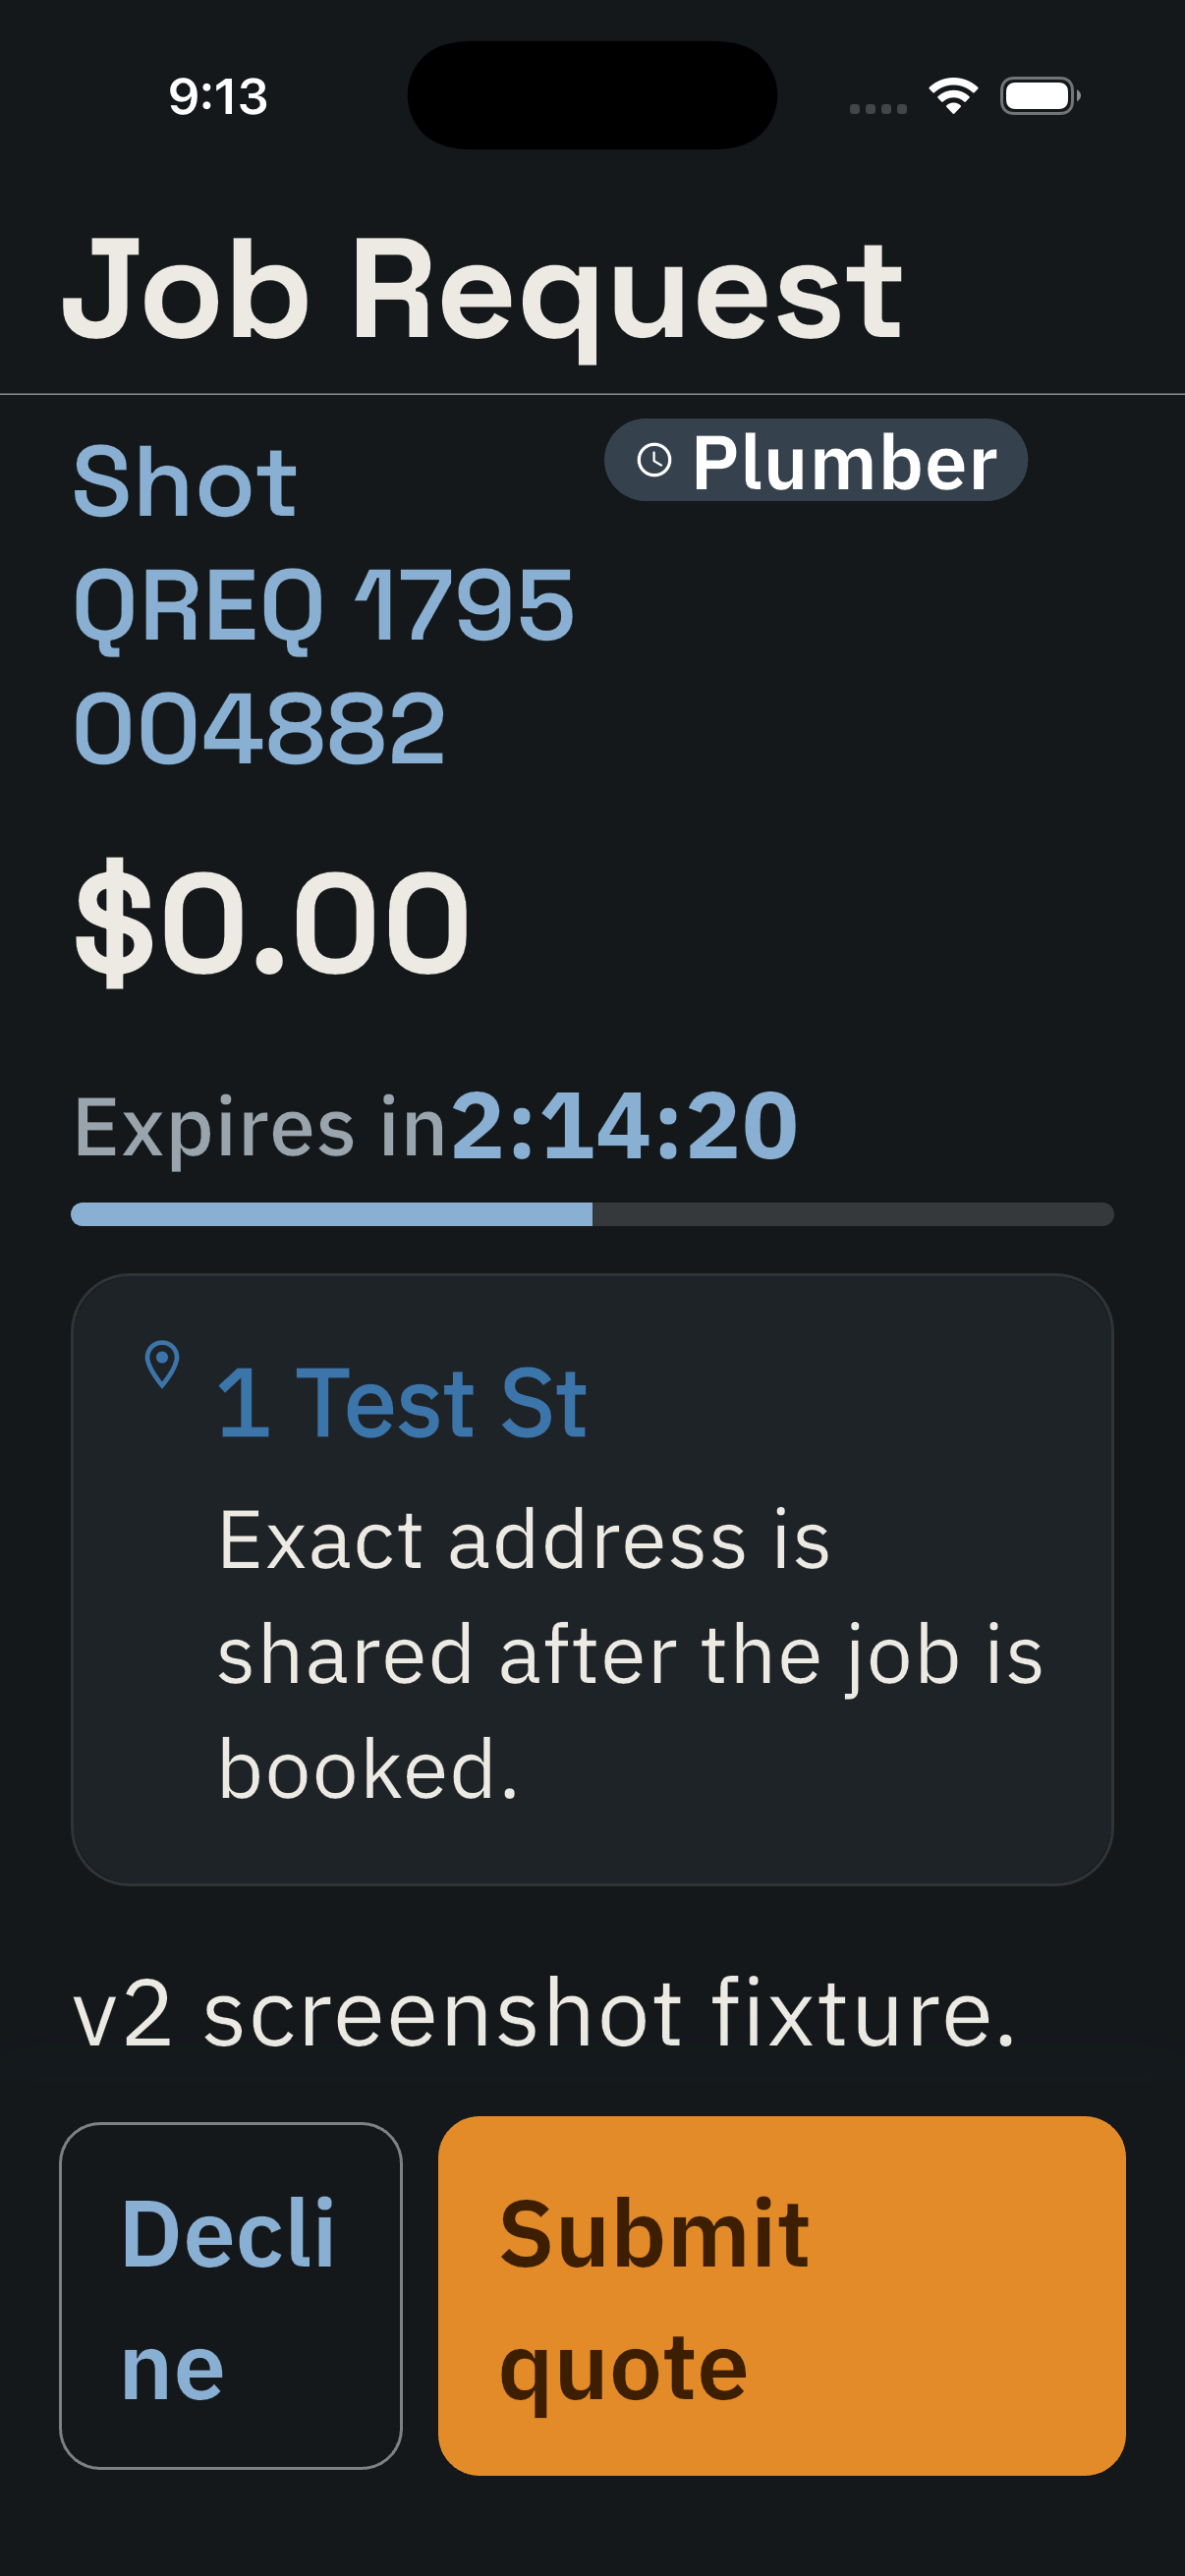 9:13
Job Request
Shot
Plumber
QREQ 1795
004882
$0.00
Expires in2:14:20
1 Test St
Exact address is
shared after the job is
booked.
v2 screenshot fixture.
Decli
ne
Submit
quote